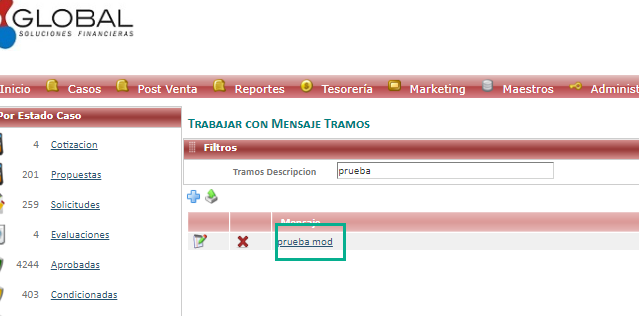 GLOBAL
SOLUCIONES FINANCIERAS
Inicio Casos Post Venta Reportes Tesorería Marketing Maestros Administ
Por Estado Caso
4 Cotizacion
201 Propuestas
259 Solicitudes
4 Evaluaciones
4244 Aprobadas
403 Condicionadas
TRABAJAR CON MENSAJE TRAMOS
Filtros
Tramos Descripcion prueba
Mensaje
prueba mod